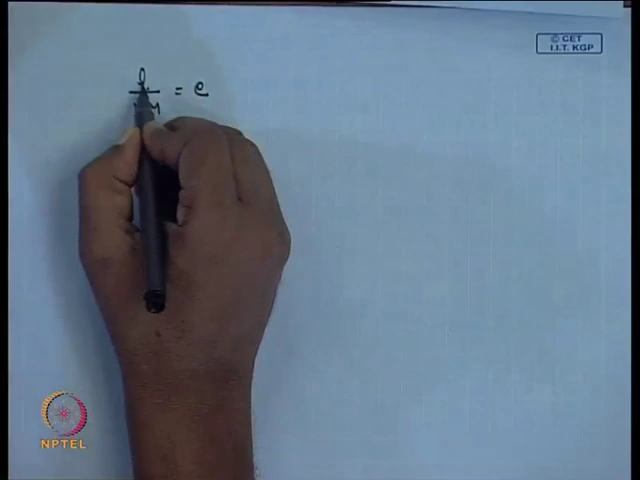 © CET
I.I.T. KGP
= e
NPTEL